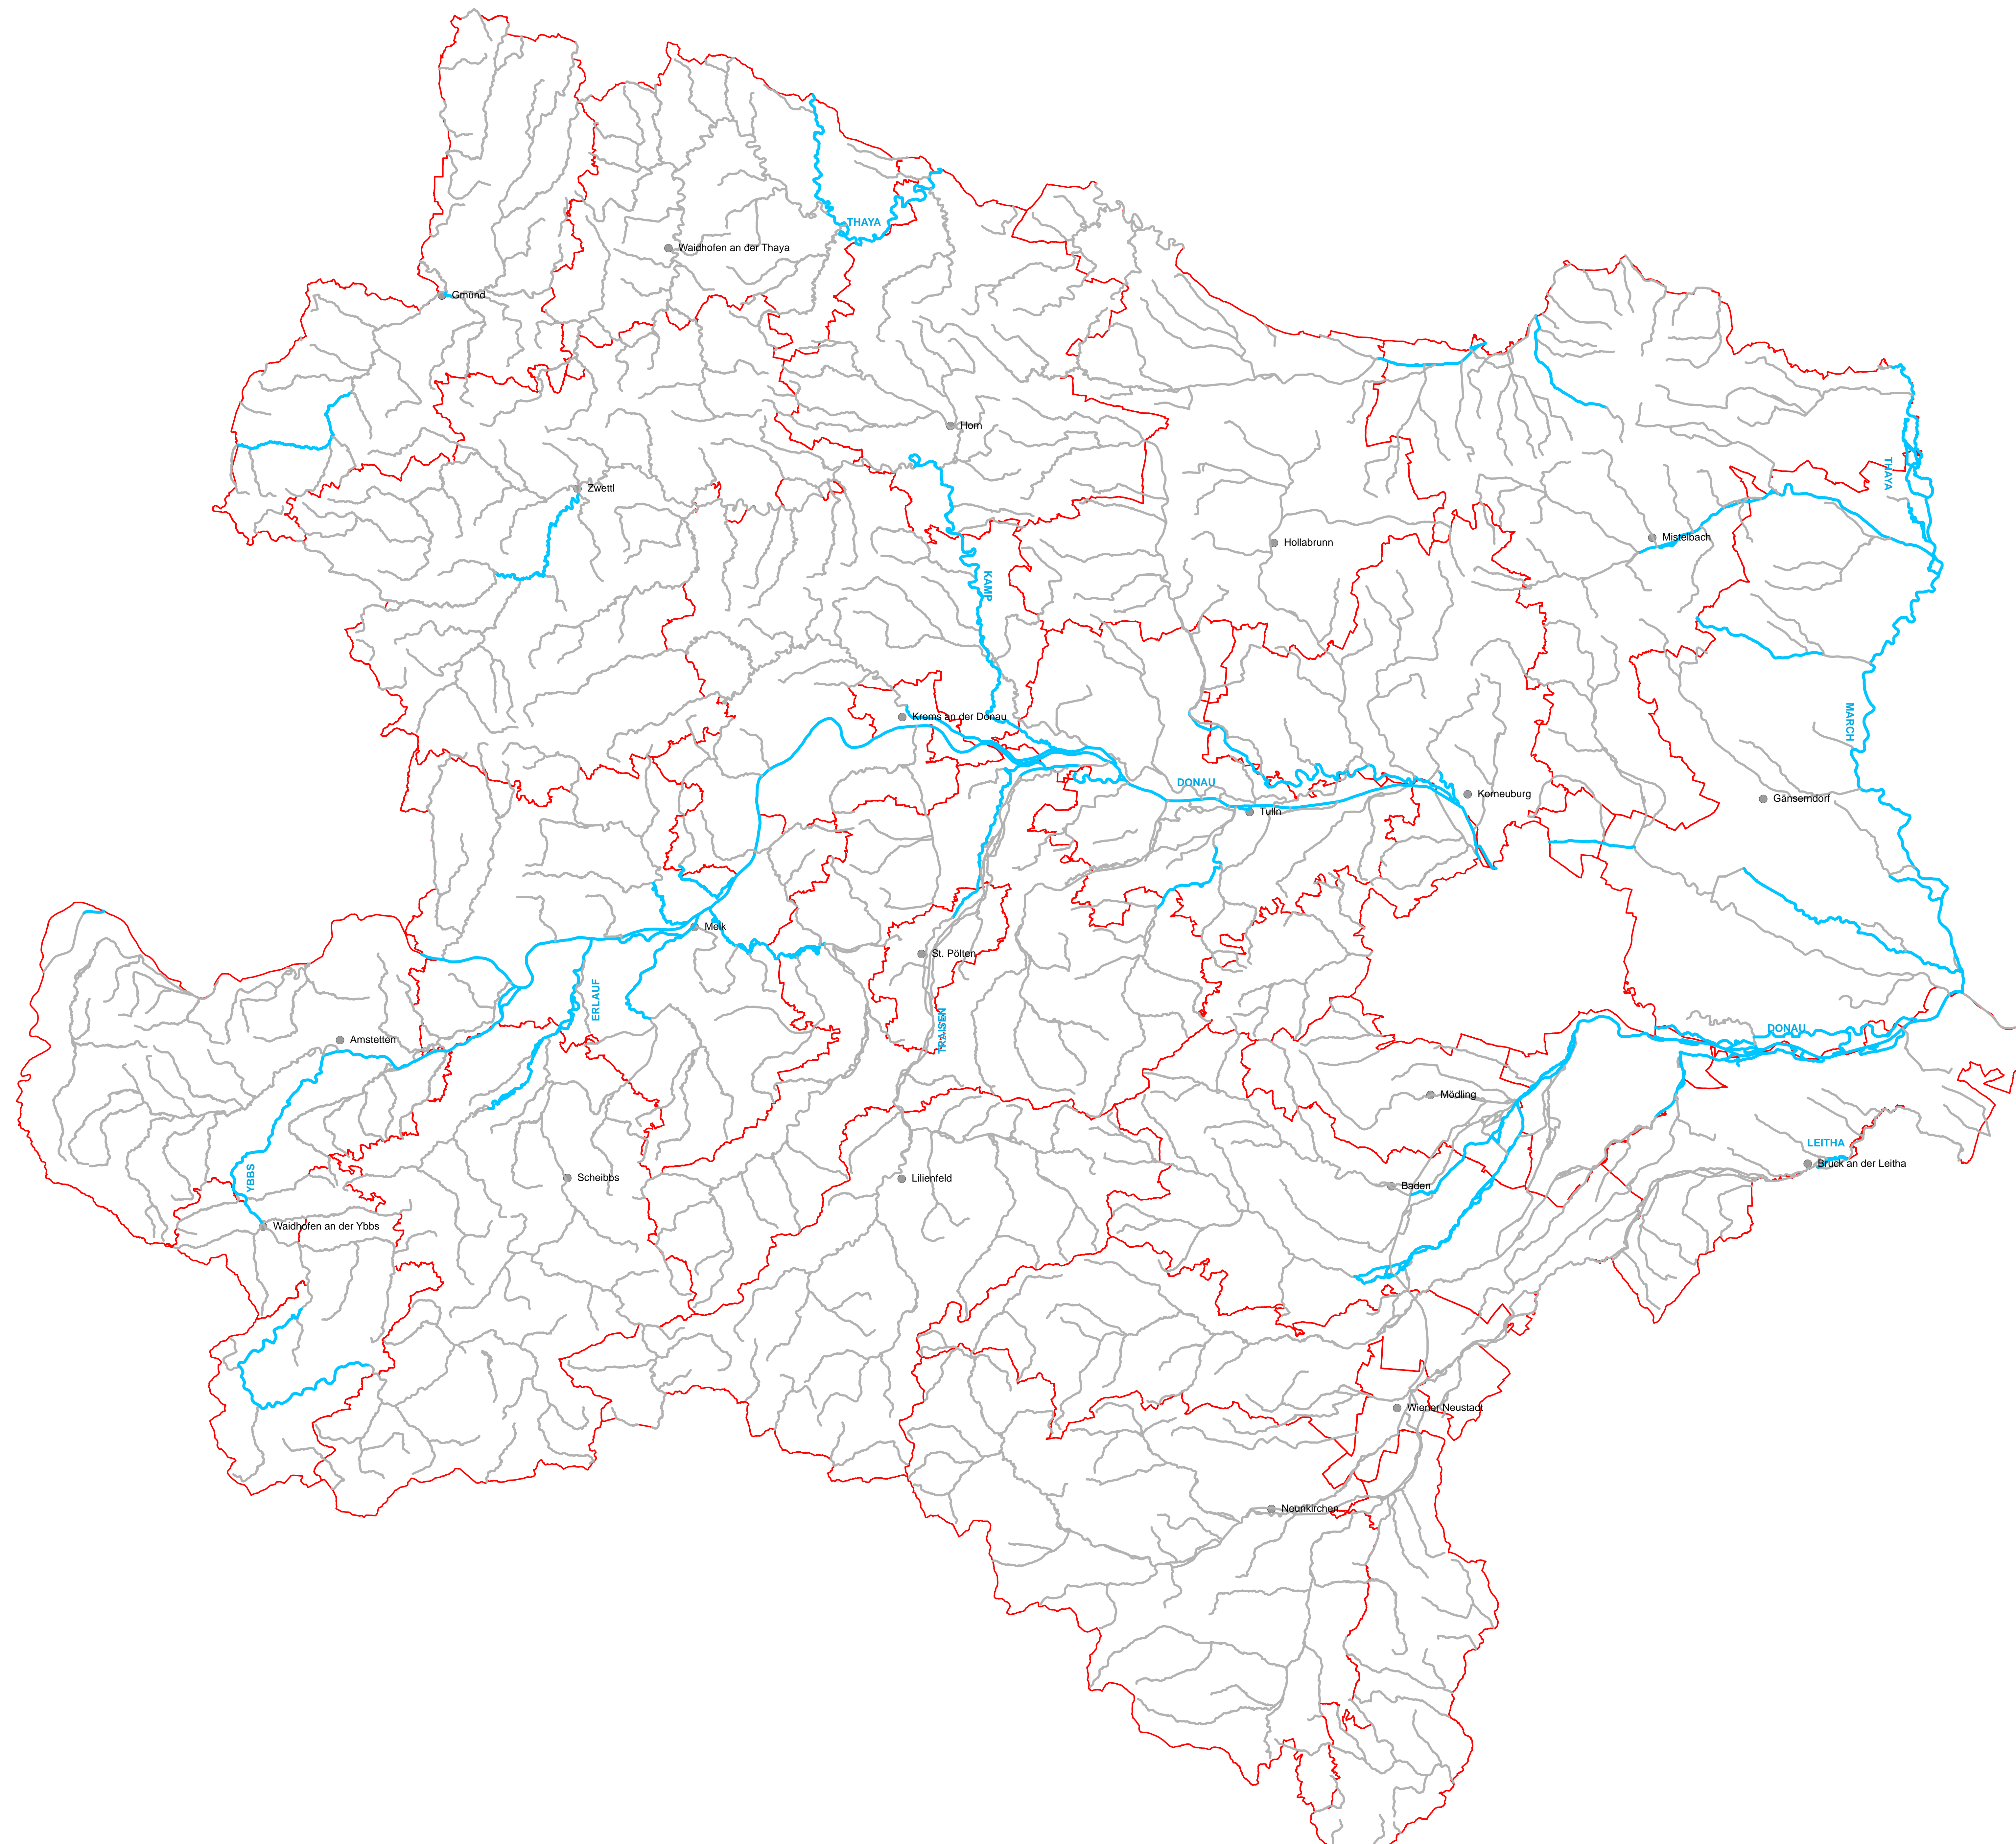 THAYA
Waidhofen an der Thaya
Gmünd
Horn
THAYA
Zwettl
Mistelbach
Hollabrunn
KAMP
MARCH
Krems an der Donau
DONAU
Korneuburg
Gänserndorf
Tulln
Melk
St. Pölten
ERLAUF
TRAISEN
DONAU
Amstetten
Mödling
LEITHA
Bruck an der Leitha
YBBS
Scheibbs
Lilienfeld
Baden
Waidhofen an der Ybbs
Wiener Neustadt
Neunkirchen